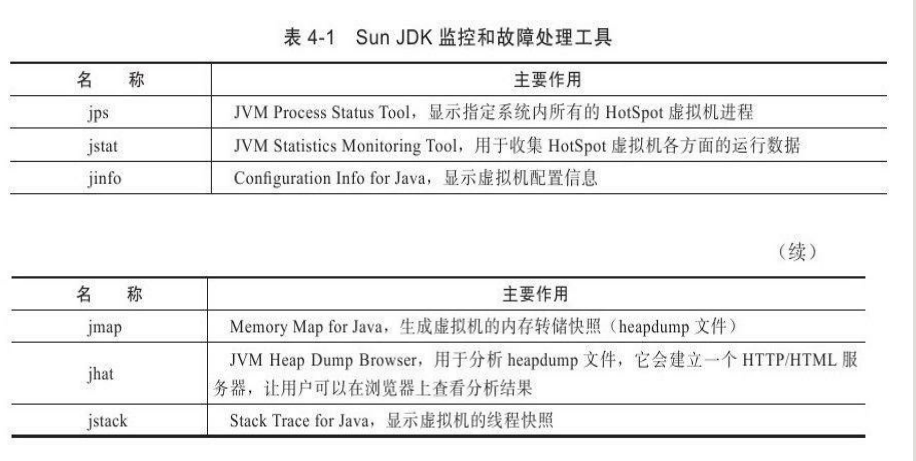 表 4-1 Sun JDK 监控和故障处理工具
名 称 主要作用
jps JVM Process Status Tool，显示指定系统内所有的 HotSpot 虚拟机进程
jstat JVM Statistics Monitoring Tool，用于收集 HotSpot 虚拟机各方面的运行数据
jinfo Configuration Info for Java，显示虚拟机配置信息
（续）
名 称 主要作用
jmap Memory Map for Java，生成虚拟机的内存转储快照（heapdump 文件）
jhat JVM Heap Dump Browser，用于分析 heapdump 文件，它会建立一个 HTTP/HTML 服
务器，让用户可以在浏览器上查看分析结果
jstack Stack Trace for Java，显示虚拟机的线程快照